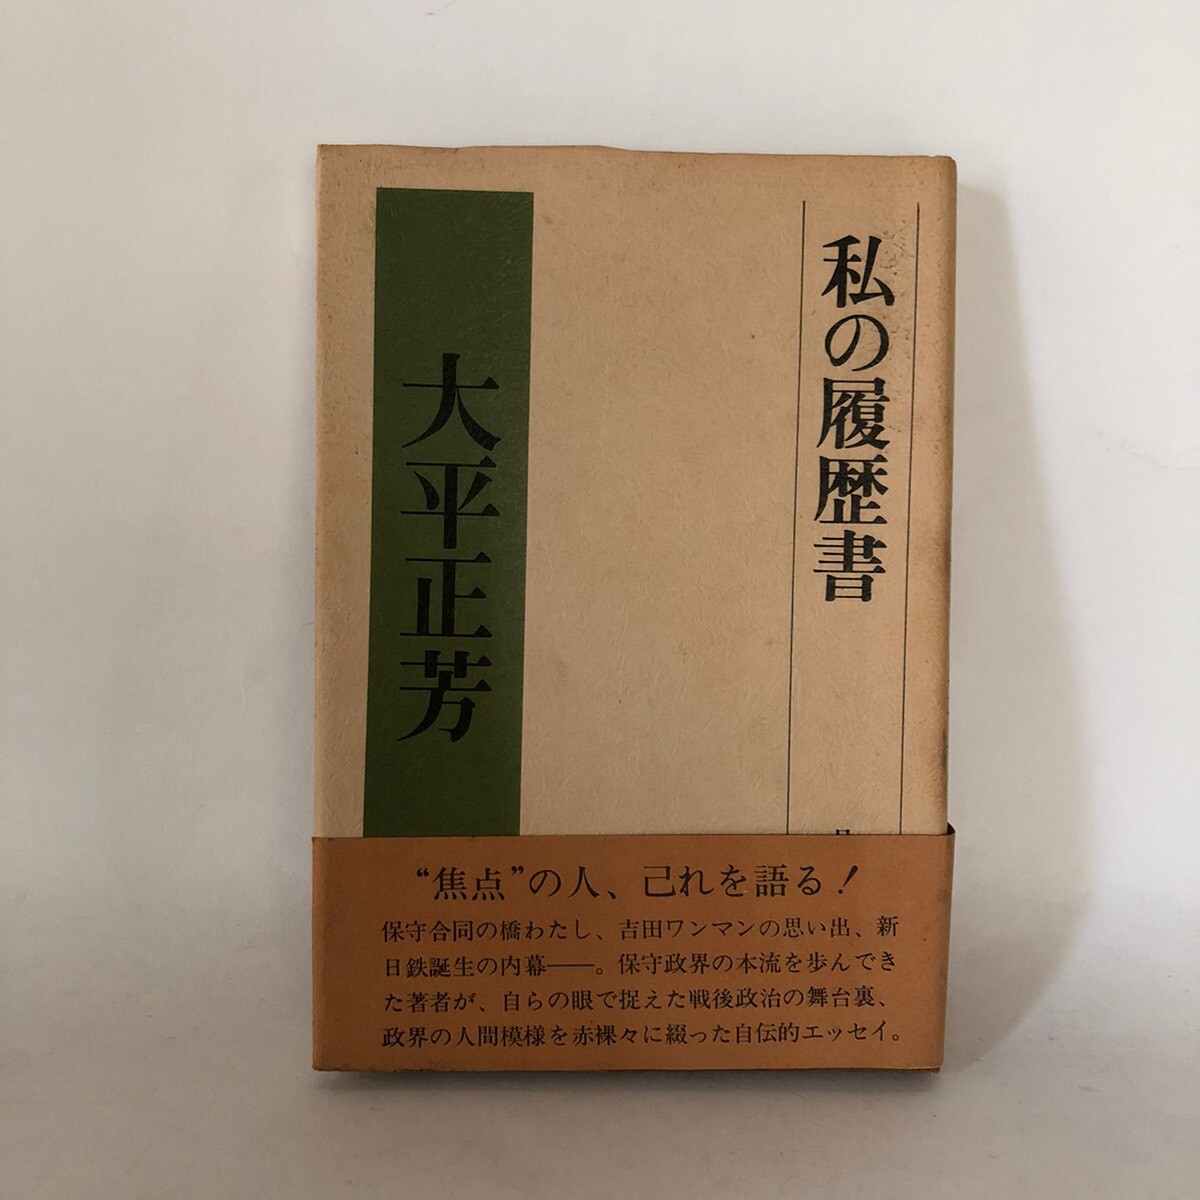 私の履歴書
大平正芳
“焦点”の人、己れを語る！
保守合同の橋わたし、吉田ワンマンの思い出、新
日鉄誕生の内幕──。保守政界の本流を歩んでき
た著者が、自らの眼で捉えた戦後政治の舞台裏、
政界の人間模様を赤裸々に綴った自伝的エッセイ。